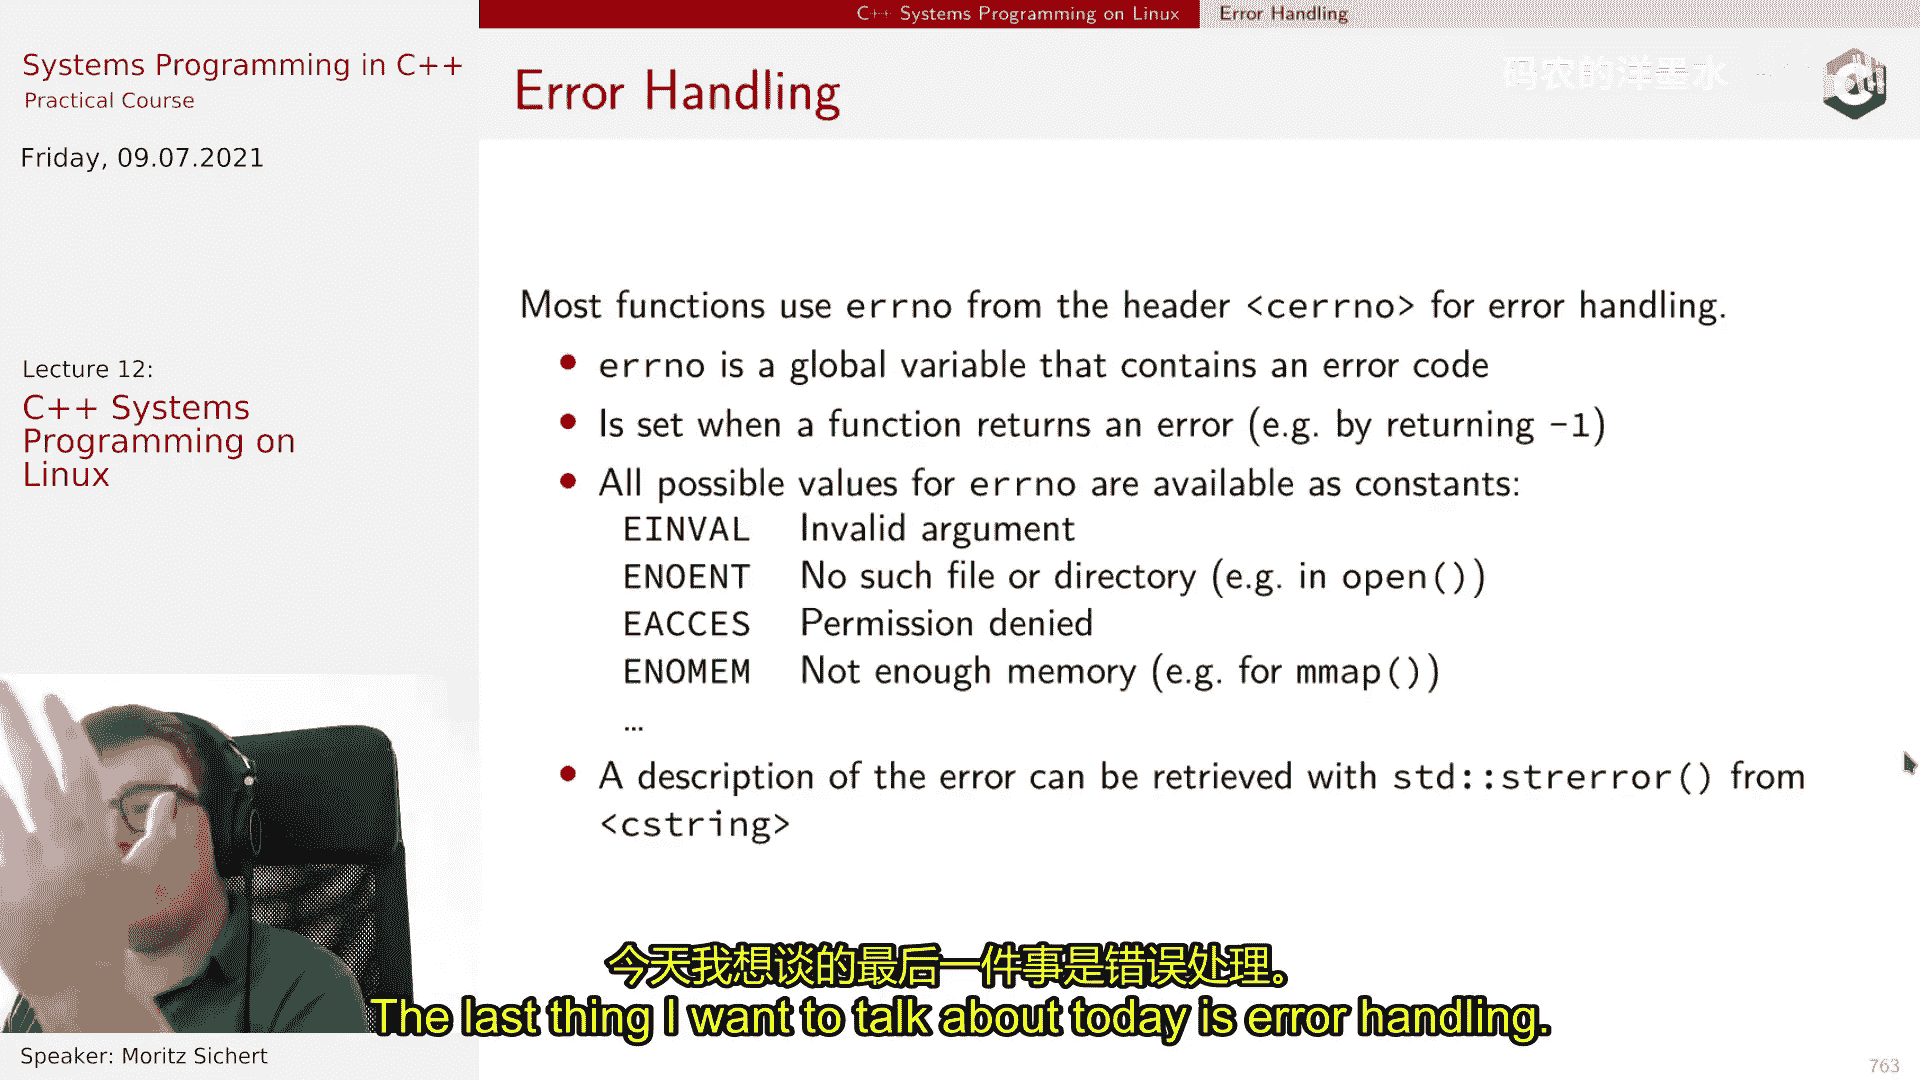 C++ Systems Programming on Linux
Error Handling
Systems Programming in C++
Practical Course
Friday, 09.07.2021
Error Handling
码农的洋墨水
Lecture 12:
C++ Systems
Programming on
Linux
Most functions use errno from the header <cerrno> for error handling.
• errno is a global variable that contains an error code
• Is set when a function returns an error (e.g. by returning -1)
• All possible values for errno are available as constants:
EINVAL Invalid argument
ENOENT No such file or directory (e.g. in open())
EACCES Permission denied
ENOMEM Not enough memory (e.g. for mmap())
…
• A description of the error can be retrieved with std::strerror() from
<cstring>
今天我想谈的最后一件事是错误处理。
The last thing I want to talk about today is error handling.
Speaker: Moritz Sichert
763